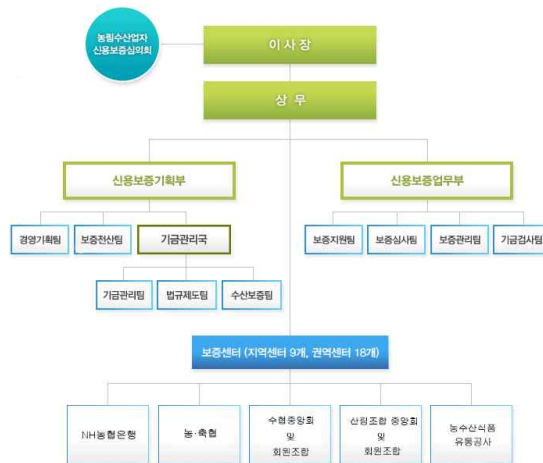 농림수산업자
신용보증심의회
이사장
상 무
신용보증기획부
신용보증업무부
경영기획팀
보증전산팀
기금관리국
보증지원팀
보증심사팀
보증관리팀
기금검사팀
기금관리팀
법규제도팀
수산보증팀
보증센터 (지역센터 9개, 권역센터 18개)
NH농협은행
농·축협
수협중앙회
및
회원조합
산림조합 중앙회
및
회원조합
농수산식품
유통공사